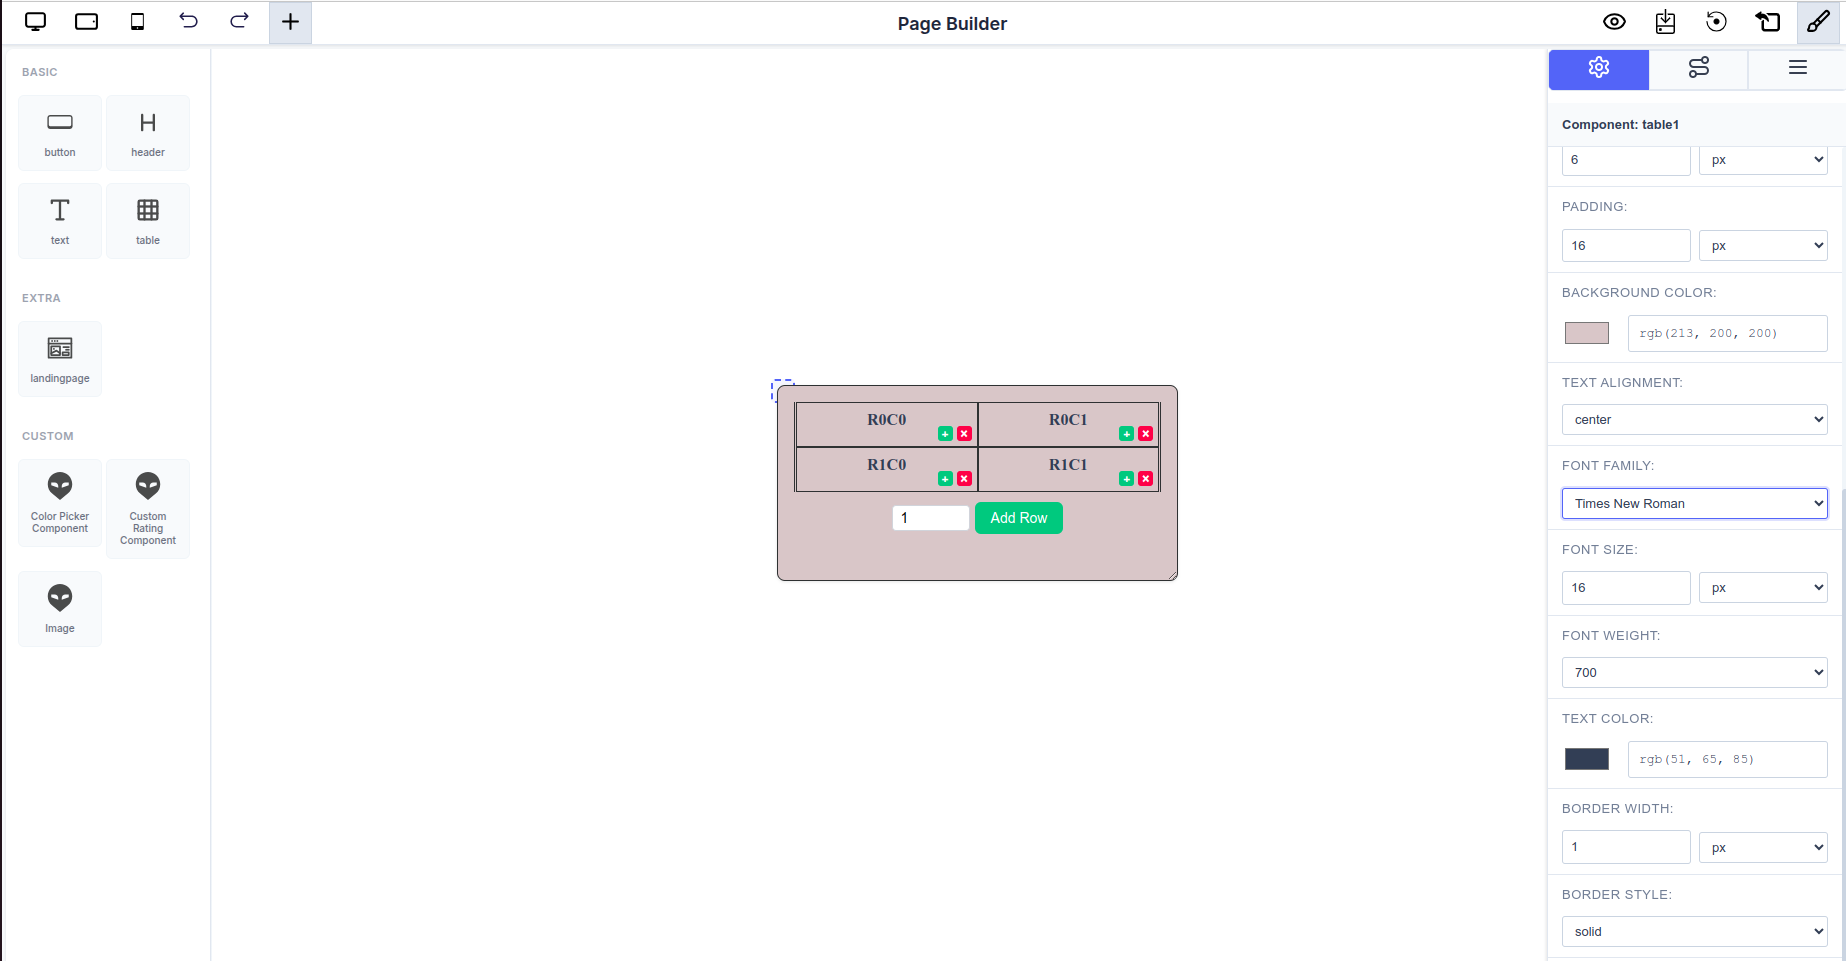 Page Builder
BASIC
button
header
text
table
EXTRA
landingpage
CUSTOM
Color Picker
Component
Custom
Rating
Component
Image
R0C0
R0C1
R1C0
R1C1
1
Add Row
Component: table1
6
px
PADDING:
16
px
BACKGROUND COLOR:
rgb(213, 200, 200)
TEXT ALIGNMENT:
center
FONT FAMILY:
Times New Roman
FONT SIZE:
16
px
FONT WEIGHT:
700
TEXT COLOR:
rgb(51, 65, 85)
BORDER WIDTH:
1
px
BORDER STYLE:
solid